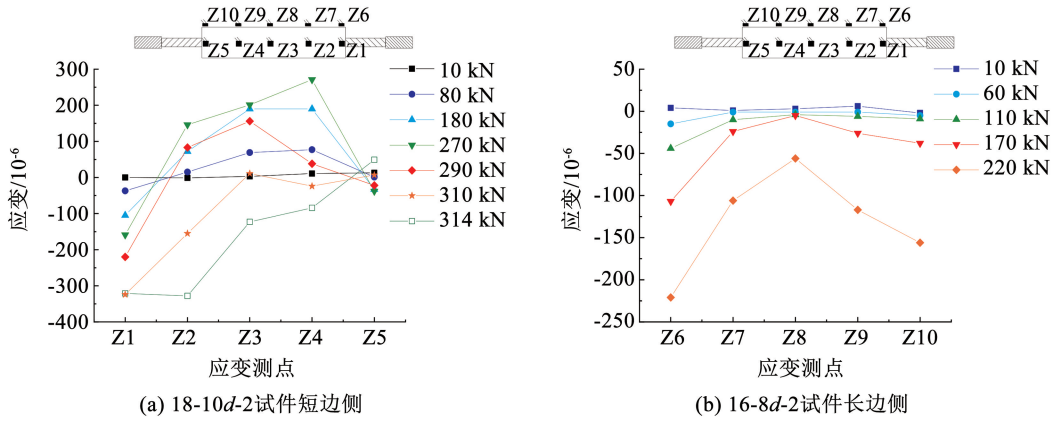 Z10 Z9 Z8 Z7 Z6
Z5 Z4 Z3 Z2 Z1
300
200
100
0
-100
-200
-300
-400
应变/10⁻⁶
Z1 Z2 Z3 Z4 Z5
应变测点
10 kN
80 kN
180 kN
270 kN
290 kN
310 kN
314 kN
(a) 18-10d-2试件短边侧
Z10 Z9 Z8 Z7 Z6
Z5 Z4 Z3 Z2 Z1
50
0
-50
-100
-150
-200
-250
应变/10⁻⁶
Z6 Z7 Z8 Z9 Z10
应变测点
10 kN
60 kN
110 kN
170 kN
220 kN
(b) 16-8d-2试件长边侧